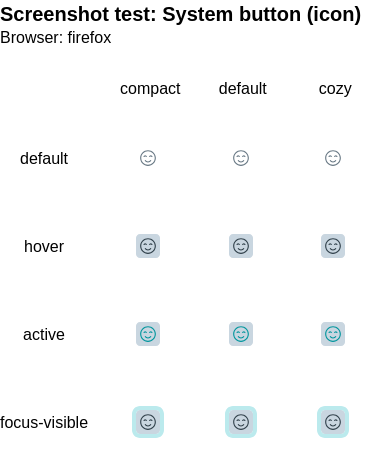 Screenshot test: System button (icon)
Browser: firefox
compact default cozy
default
hover
active
focus-visible